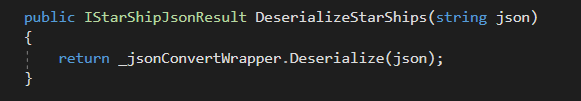 public IStarShipJsonResult DeserializeStarShips(string json)
{
    return _jsonConvertWrapper.Deserialize(json);
}